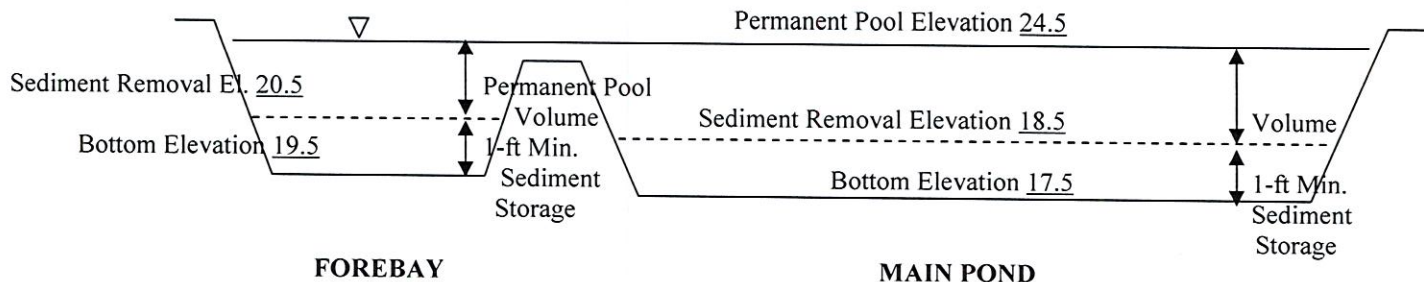 Permanent Pool Elevation 24.5
Sediment Removal El. 20.5
Permanent Pool
Volume
Sediment Removal Elevation 18.5
Volume
Bottom Elevation 19.5
1-ft Min.
Sediment
Storage
Bottom Elevation 17.5
1-ft Min.
Sediment
Storage
FOREBAY
MAIN POND